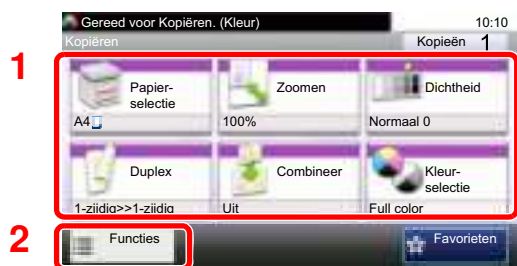 Gereed voor Kopiëren. (Kleur) 10:10
Kopiëren Kopieën 1
1
Papier-
selectie
Zoomen
Dichtheid
A4 100% Normaal 0
Duplex
Combineer
Kleur-
selectie
1-zijdig>>1-zijdig Uit Full color
2
Functies Favorieten